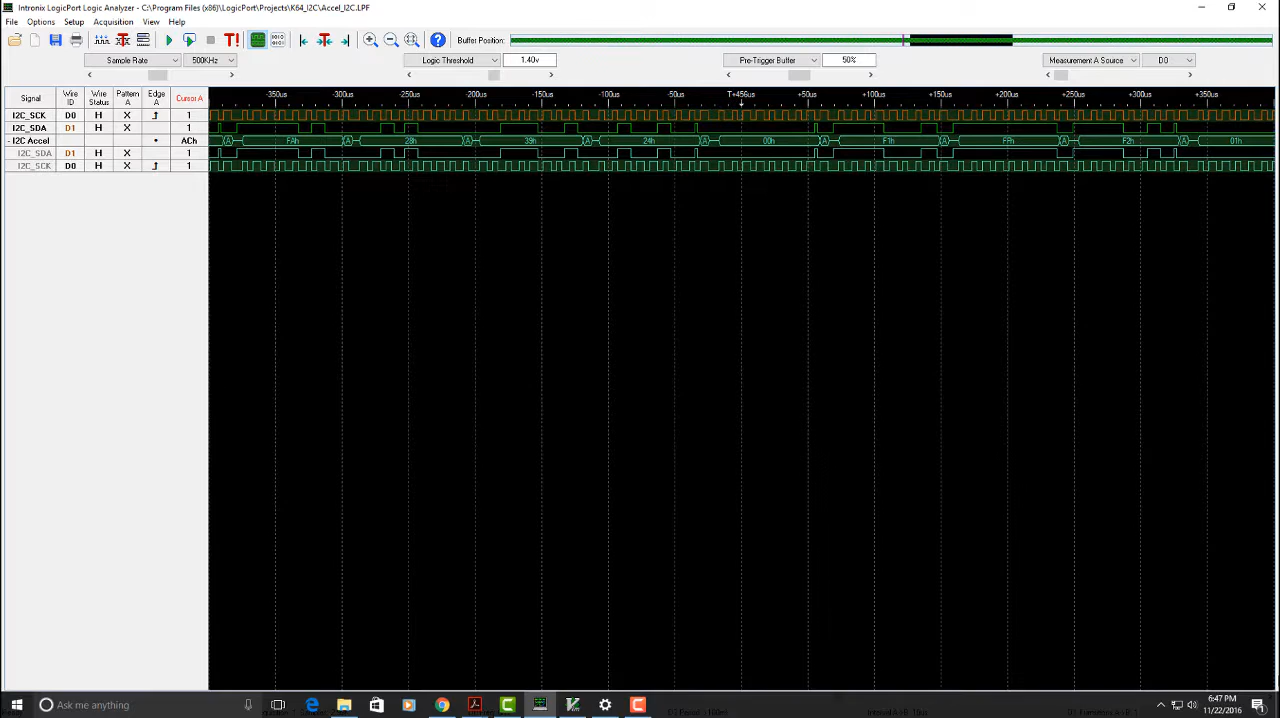 Intronix LogicPort Logic Analyzer - C:\Program Files (x86)\LogicPort\Projects\K64_I2C\Accel_I2C.LPF
File Options Setup Acquisition View Help
T T! T ? Buffer Position:
Sample Rate 500KHz Logic Threshold 1.40v Pre-Trigger Buffer 50% Measurement A Source D0
Signal Wire ID Wire Status Pattern A Edge A Cursor A
-350us -300us -250us -200us -150us -100us -50us T+456us +50us +100us +150us +200us +250us +300us +350us
I2C_SCK D0 H X 1
I2C_SDA D1 H X 1
- I2C Accel ACh (A) FAh (A) 28h (A) 39h (A) 24h (A) 00h (A) F1h (A) FFh (A) F2h (A) 01h
I2C_SDA D1 H X 1
I2C_SCK D0 H X 1
Ask me anything
6:47 PM
11/22/2016